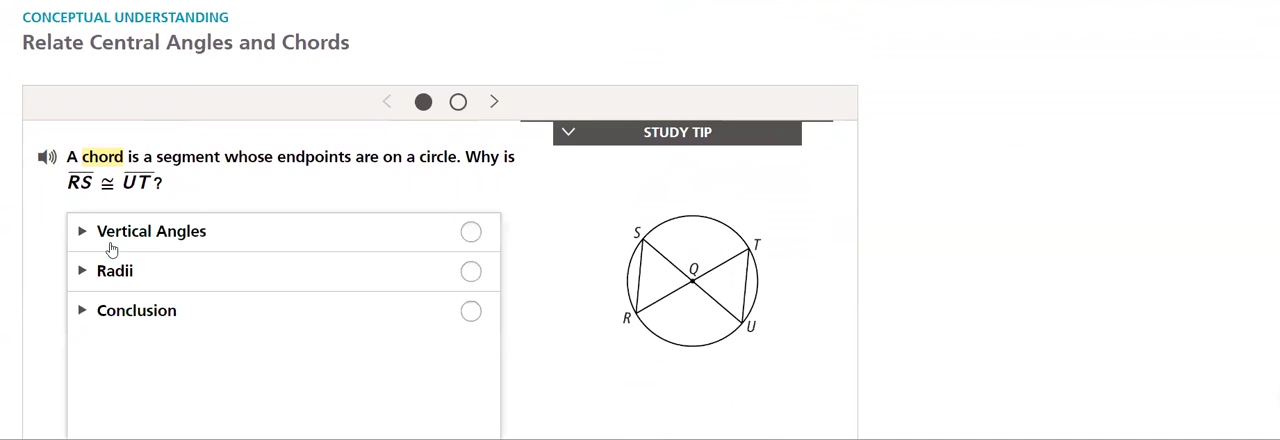 CONCEPTUAL UNDERSTANDING
Relate Central Angles and Chords
STUDY TIP
A chord is a segment whose endpoints are on a circle. Why is
RS ≅ UT?
Vertical Angles
Radii
Conclusion
S
T
Q
R
U